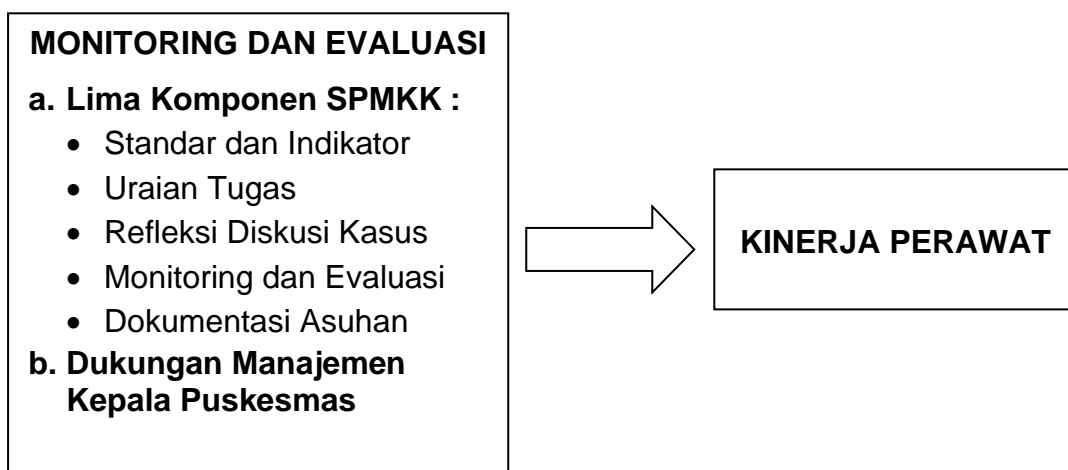 MONITORING DAN EVALUASI
a. Lima Komponen SPMKK :
• Standar dan Indikator
• Uraian Tugas
• Refleksi Diskusi Kasus
• Monitoring dan Evaluasi
• Dokumentasi Asuhan
b. Dukungan Manajemen
Kepala Puskesmas
KINERJA PERAWAT